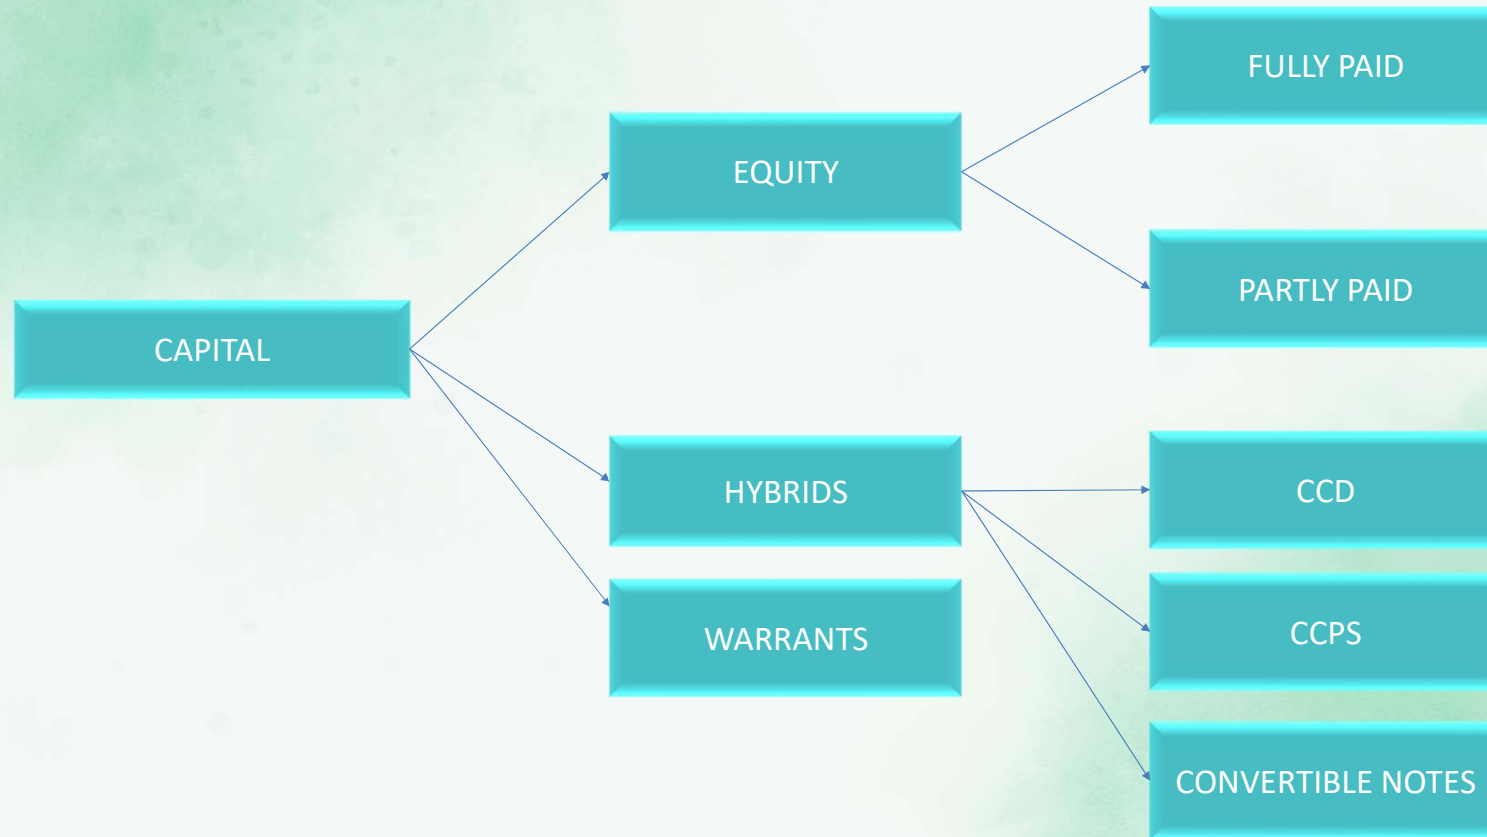 CAPITAL
EQUITY
FULLY PAID
PARTLY PAID
HYBRIDS
CCD
CCPS
CONVERTIBLE NOTES
WARRANTS